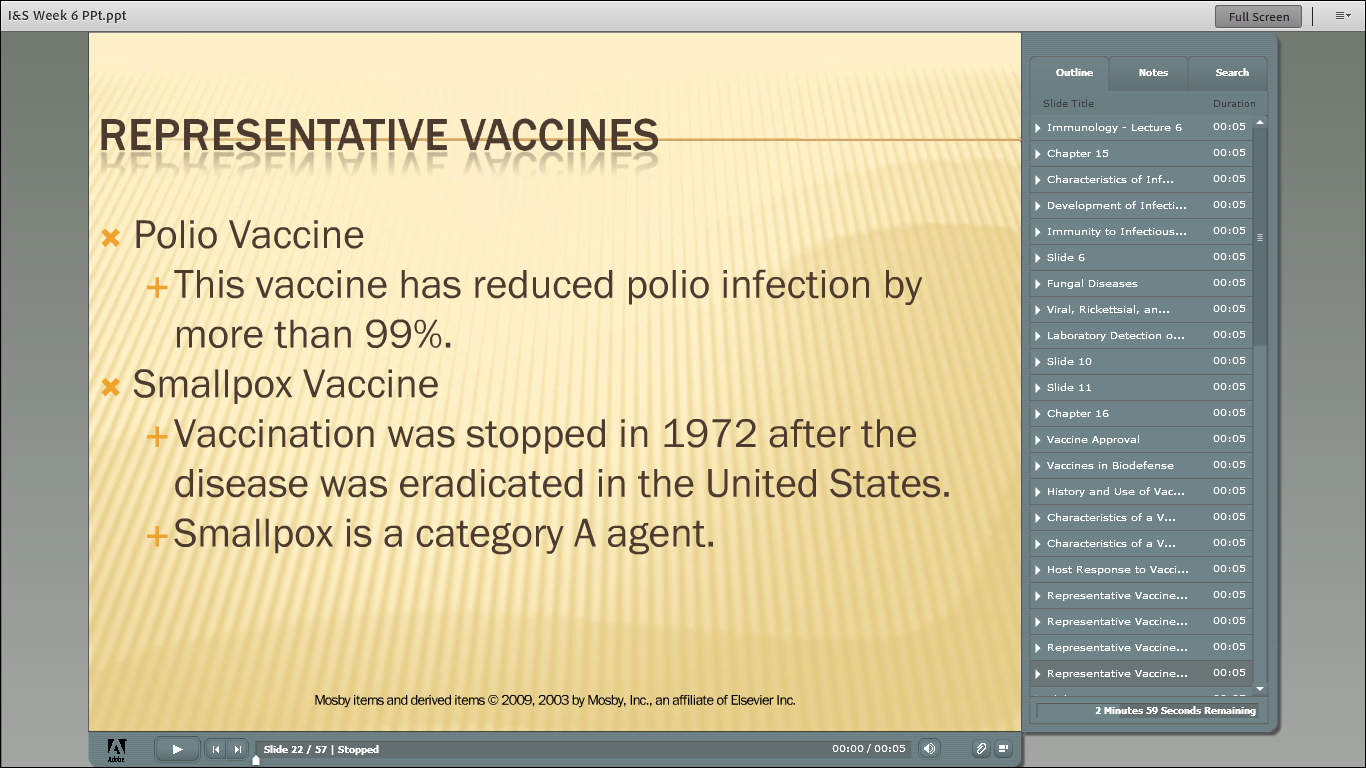 I&S Week 6 PPt.ppt
Full Screen
REPRESENTATIVE VACCINES
Polio Vaccine
This vaccine has reduced polio infection by
more than 99%.
Smallpox Vaccine
Vaccination was stopped in 1972 after the
disease was eradicated in the United States.
Smallpox is a category A agent.
Mosby items and derived items © 2009, 2003 by Mosby, Inc., an affiliate of Elsevier Inc.
Outline Notes Search
Slide Title Duration
Immunology - Lecture 6 00:05
Chapter 15 00:05
Characteristics of Inf... 00:05
Development of Infecti... 00:05
Immunity to Infectious... 00:05
Slide 6 00:05
Fungal Diseases 00:05
Viral, Rickettsial, an... 00:05
Laboratory Detection o... 00:05
Slide 10 00:05
Slide 11 00:05
Chapter 16 00:05
Vaccine Approval 00:05
Vaccines in Biodefense 00:05
History and Use of Vac... 00:05
Characteristics of a V... 00:05
Characteristics of a V... 00:05
Host Response to Vacci... 00:05
Representative Vaccine... 00:05
Representative Vaccine... 00:05
Representative Vaccine... 00:05
Representative Vaccine... 00:05
2 Minutes 59 Seconds Remaining
Adobe
Slide 22 / 57 | Stopped 00:00 / 00:05